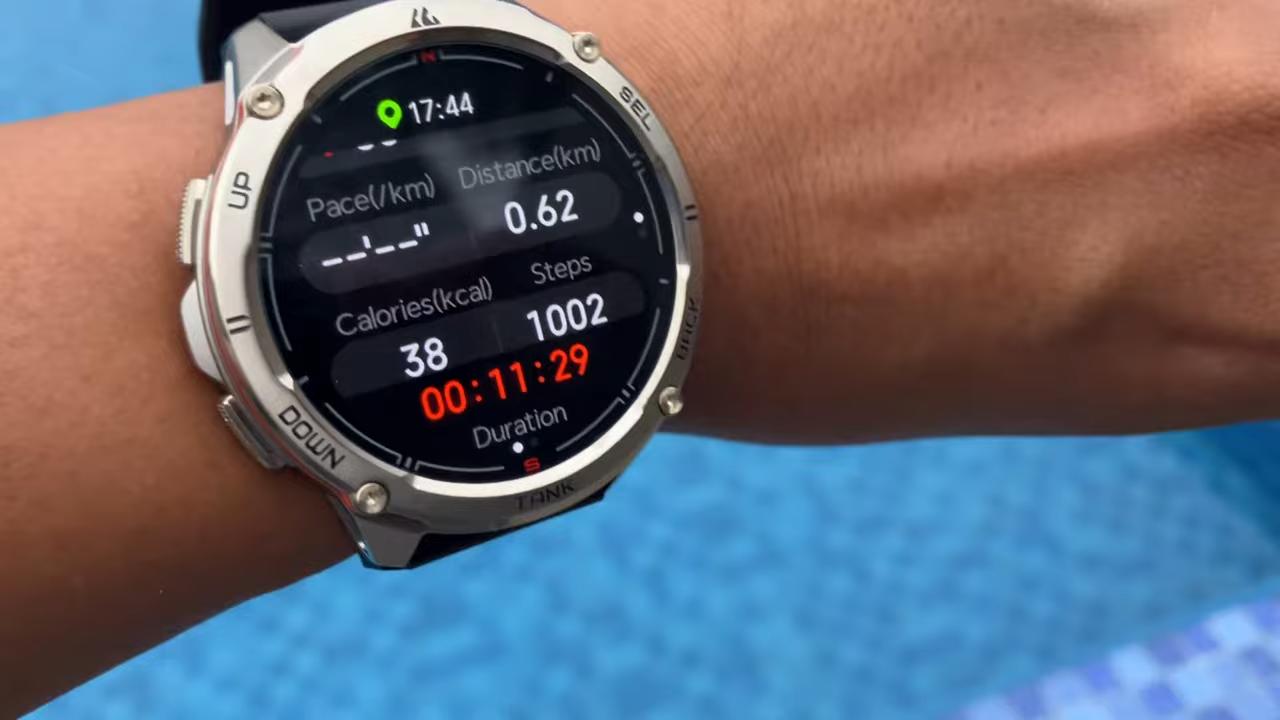 N
17:44
SEL
UP
Pace(/km) Distance(km)
--'--" 0.62
Calories(kcal) Steps
38 1002
00:11:29
Duration
S
DOWN
BACK
TANK